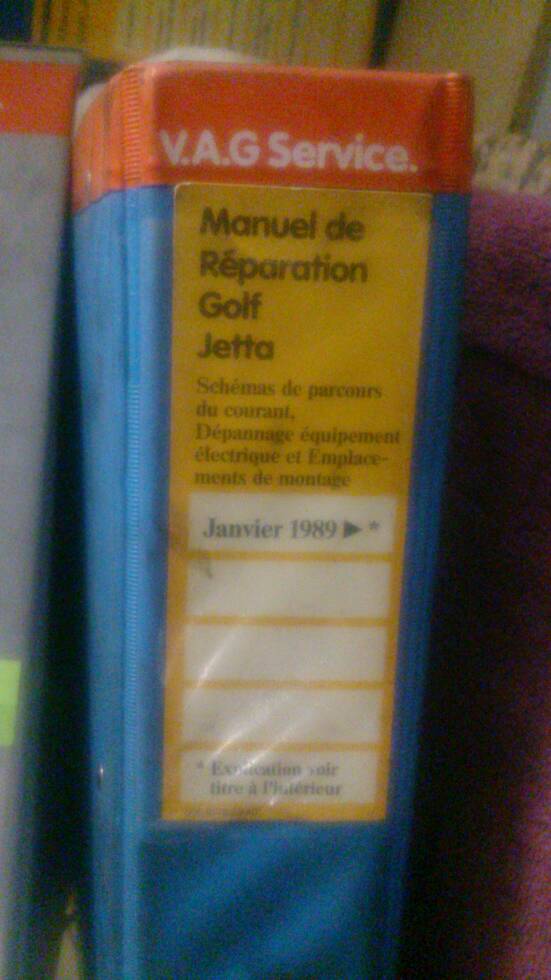 V.A.G Service.
Manuel de
Réparation
Golf
Jetta
Schémas de parcours
du courant,
Dépannage équipement
électrique et Emplace-
ments de montage
Janvier 1989 ▶ *
* Explication voir
titre à l'intérieur